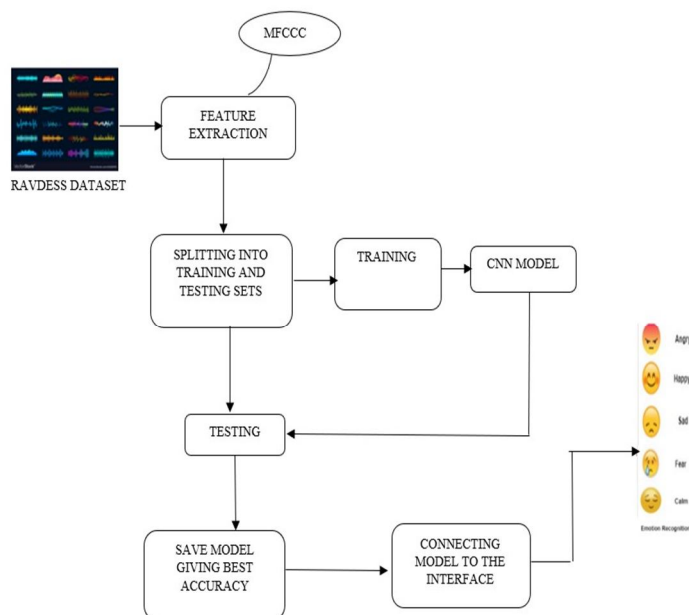 MFCCC
FEATURE
EXTRACTION
RAVDESS DATASET
SPLITTING INTO
TRAINING AND
TESTING SETS
TRAINING
CNN MODEL
TESTING
SAVE MODEL
GIVING BEST
ACCURACY
CONNECTING
MODEL TO THE
INTERFACE
Angry
Happy
Sad
Fear
Calm
Emotion Recognition